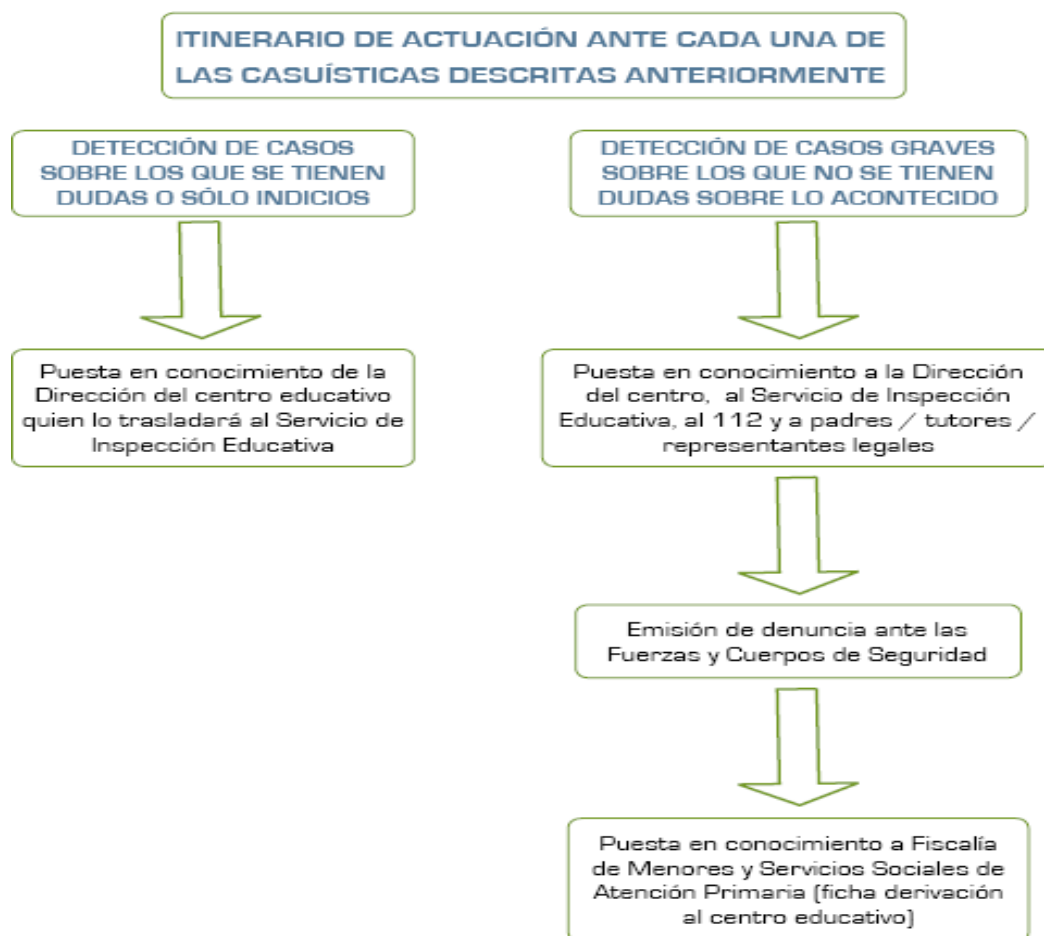 ITINERARIO DE ACTUACIÓN ANTE CADA UNA DE
LAS CASUÍSTICAS DESCRITAS ANTERIORMENTE
DETECCIÓN DE CASOS
SOBRE LOS QUE SE TIENEN
DUDAS O SÓLO INDICIOS
Puesta en conocimiento de la
Dirección del centro educativo
quien lo trasladará al Servicio de
Inspección Educativa
DETECCIÓN DE CASOS GRAVES
SOBRE LOS QUE NO SE TIENEN
DUDAS SOBRE LO ACONTECIDO
Puesta en conocimiento a la Dirección
del centro, al Servicio de Inspección
Educativa, al 112 y a padres / tutores /
representantes legales
Emisión de denuncia ante las
Fuerzas y Cuerpos de Seguridad
Puesta en conocimiento a Fiscalía
de Menores y Servicios Sociales de
Atención Primaria (ficha derivación
al centro educativo)